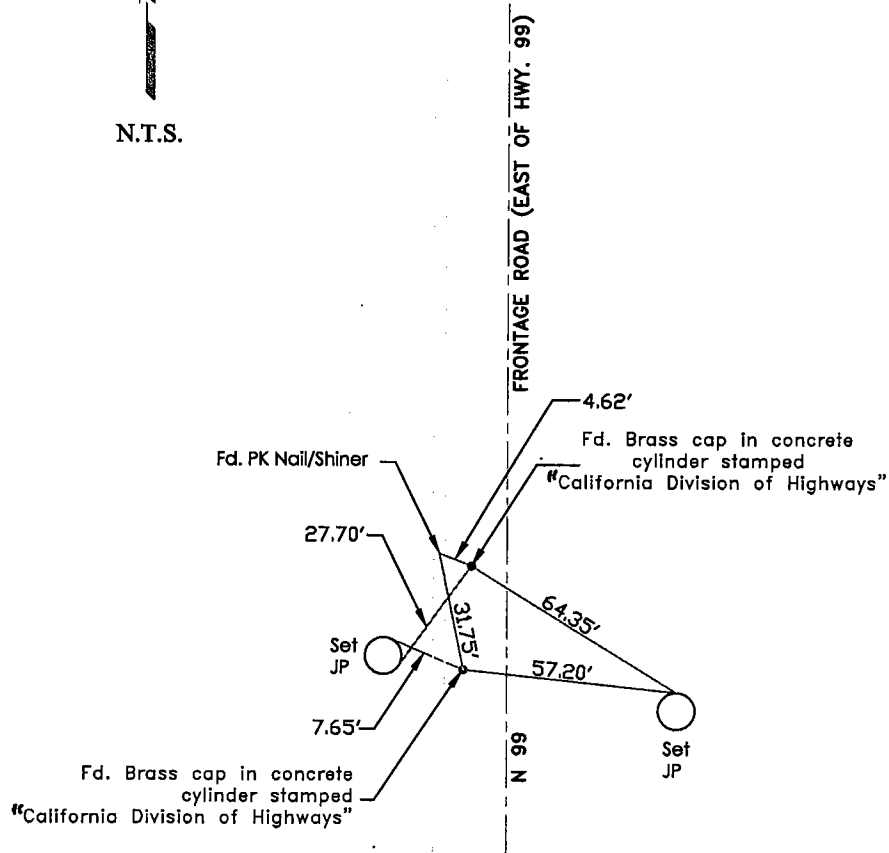 N.T.S.
FRONTAGE ROAD (EAST OF HWY. 99)
4.62'
Fd. Brass cap in concrete
cylinder stamped
"California Division of Highways"
Fd. PK Nail/Shiner
27.70'
31.75'
64.35'
Set
JP
57.20'
7.65'
N 99
Set
JP
Fd. Brass cap in concrete
cylinder stamped
"California Division of Highways"